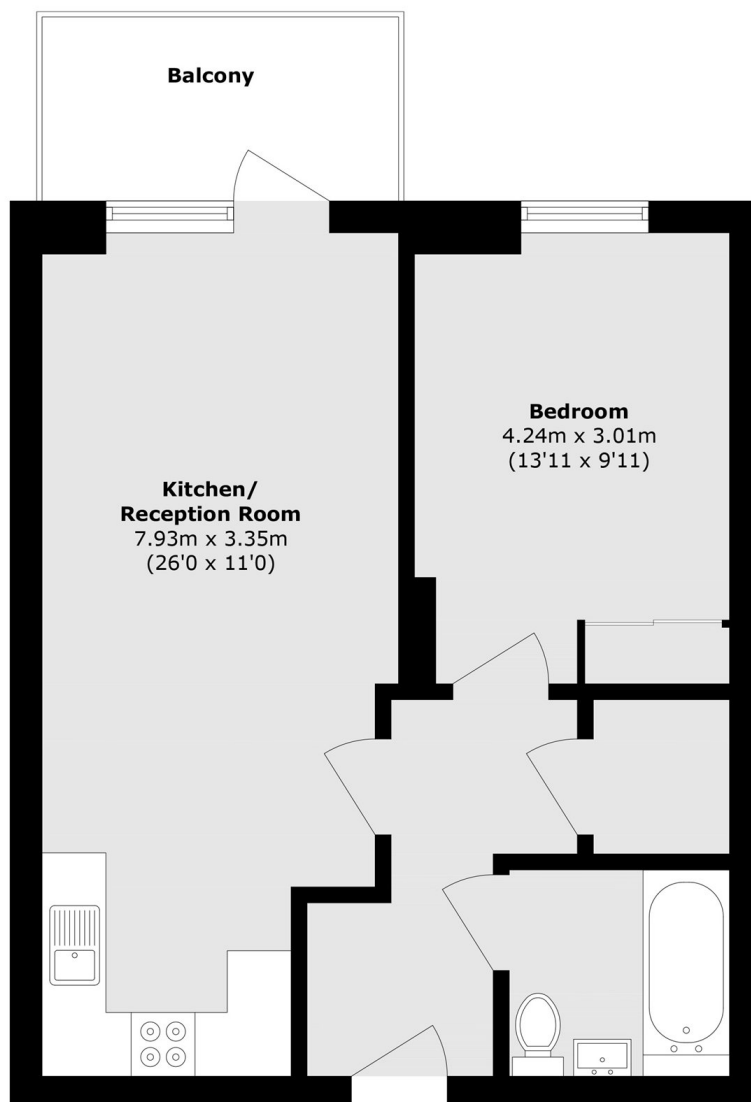 Balcony
Kitchen/
Reception Room
7.93m x 3.35m
(26'0 x 11'0)
Bedroom
4.24m x 3.01m
(13'11 x 9'11)